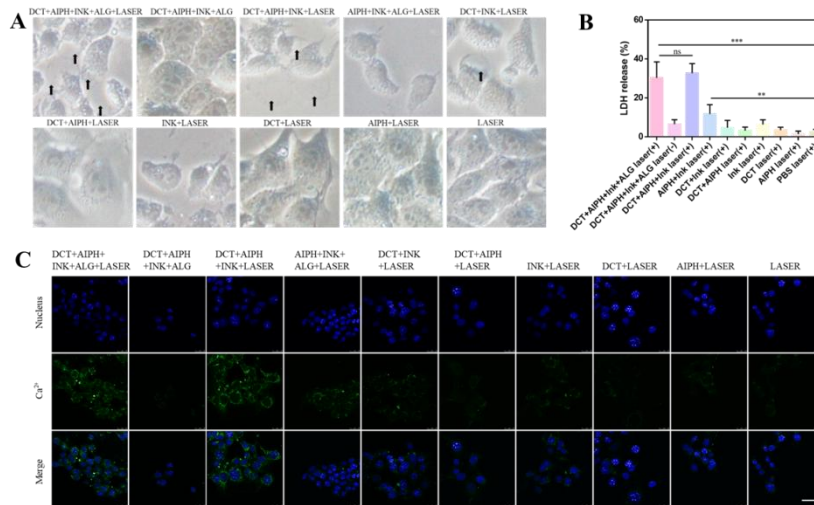 A
DCT+AIPH+INK+ALG+LASER
DCT+AIPH+INK+ALG
DCT+AIPH+INK+LASER
AIPH+INK+ALG+LASER
DCT+INK+LASER
DCT+AIPH+LASER
INK+LASER
DCT+LASER
AIPH+LASER
LASER
B
LDH release (%)
60
40
20
0
***
ns
**
DCT+AIPH+Ink+ALG laser(+)
DCT+AIPH+Ink+ALG laser(-)
DCT+AIPH+Ink laser(+)
AIPH+Ink laser(+)
DCT+Ink laser(+)
DCT+AIPH laser(+)
Ink laser(+)
DCT laser(+)
AIPH laser(+)
PBS laser(+)
C
DCT+AIPH+
INK+ALG+LASER
DCT+AIPH
+INK+ALG
DCT+AIPH
+INK+LASER
AIPH+INK+
ALG+LASER
DCT+INK
+LASER
DCT+AIPH
+LASER
INK+LASER
DCT+LASER
AIPH+LASER
LASER
Nucleus
Ca²⁺
Merge